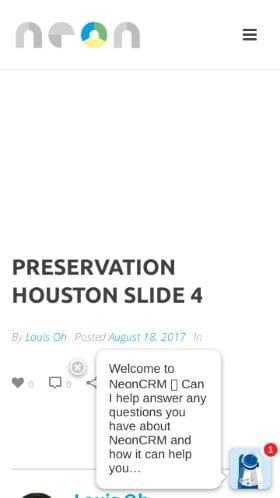 neon
PRESERVATION
HOUSTON SLIDE 4
By Louis Oh Posted August 18, 2017 In
0 0
Welcome to
NeonCRM ▯ Can
I help answer any
questions you
have about
NeonCRM and
how it can help
you...
1
Louis Oh